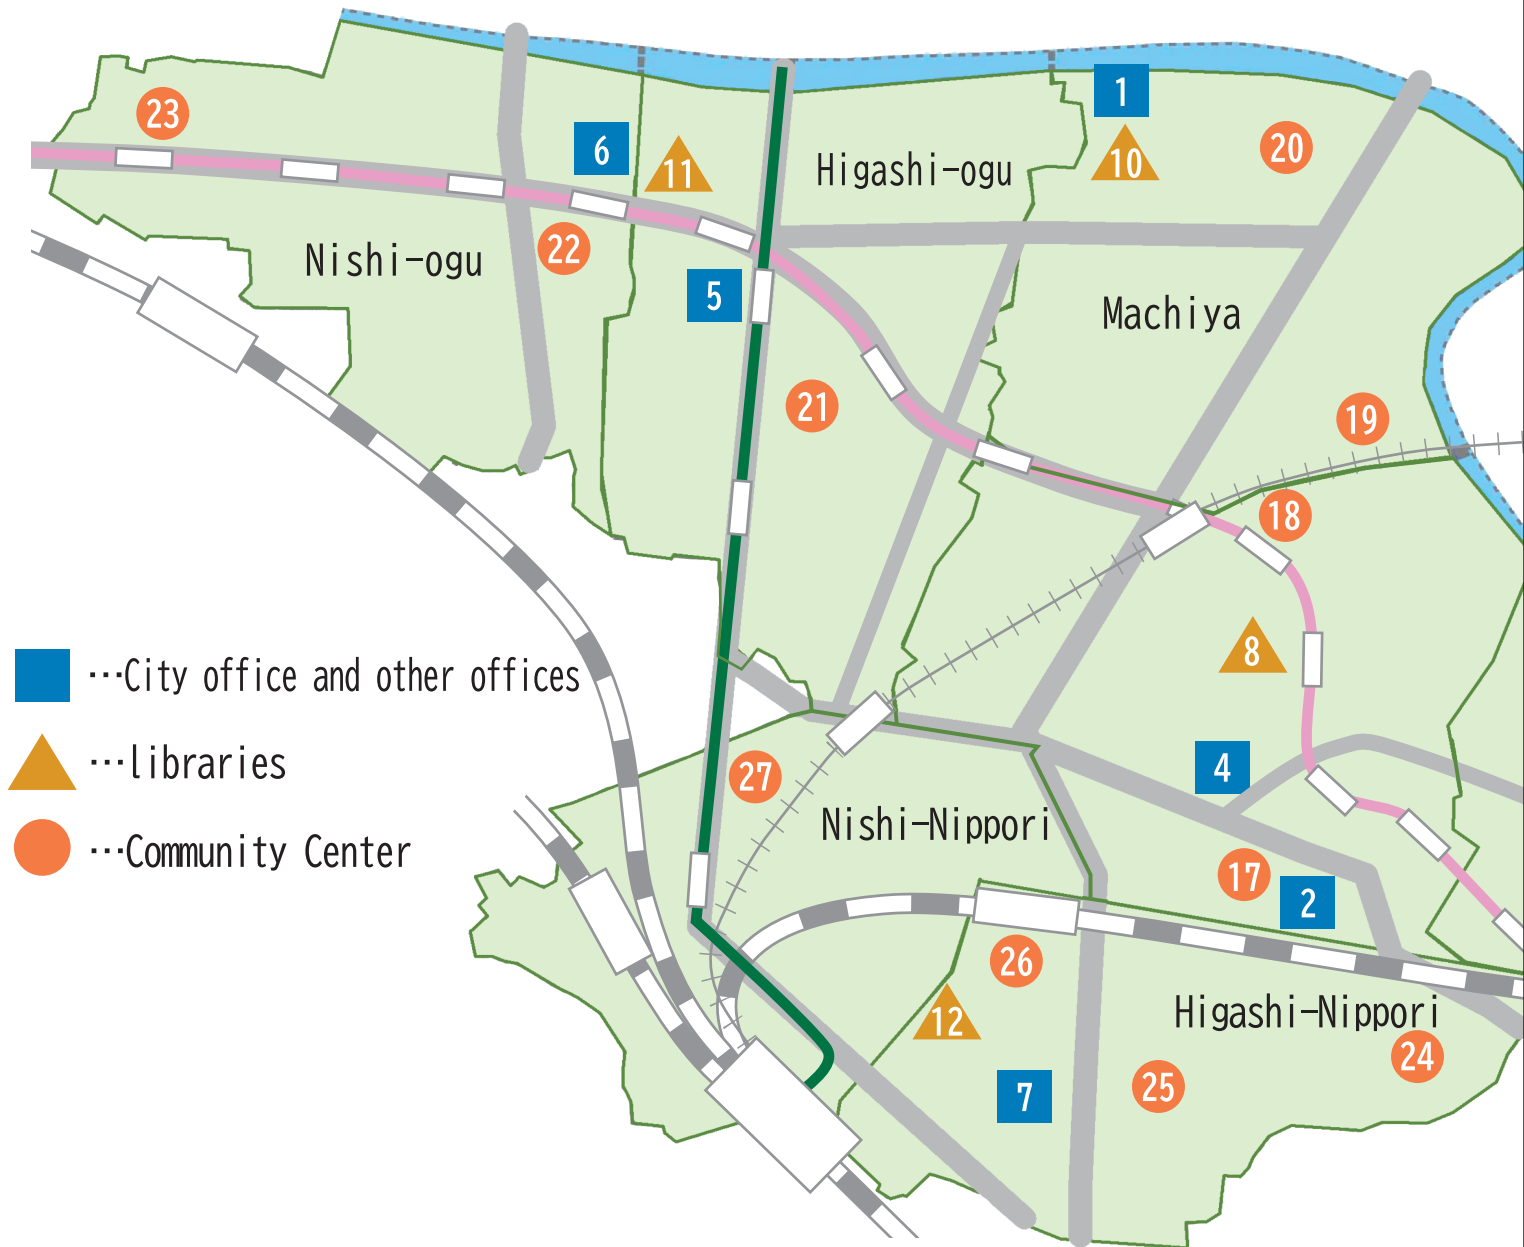 1
23
20
6
11
10
Higashi-ogu
22
Nishi-ogu
5
Machiya
21
19
18
8
…City office and other offices
4
…libraries
27
Nishi-Nippori
…Community Center
17
2
26
12
Higashi-Nippori
24
25
7